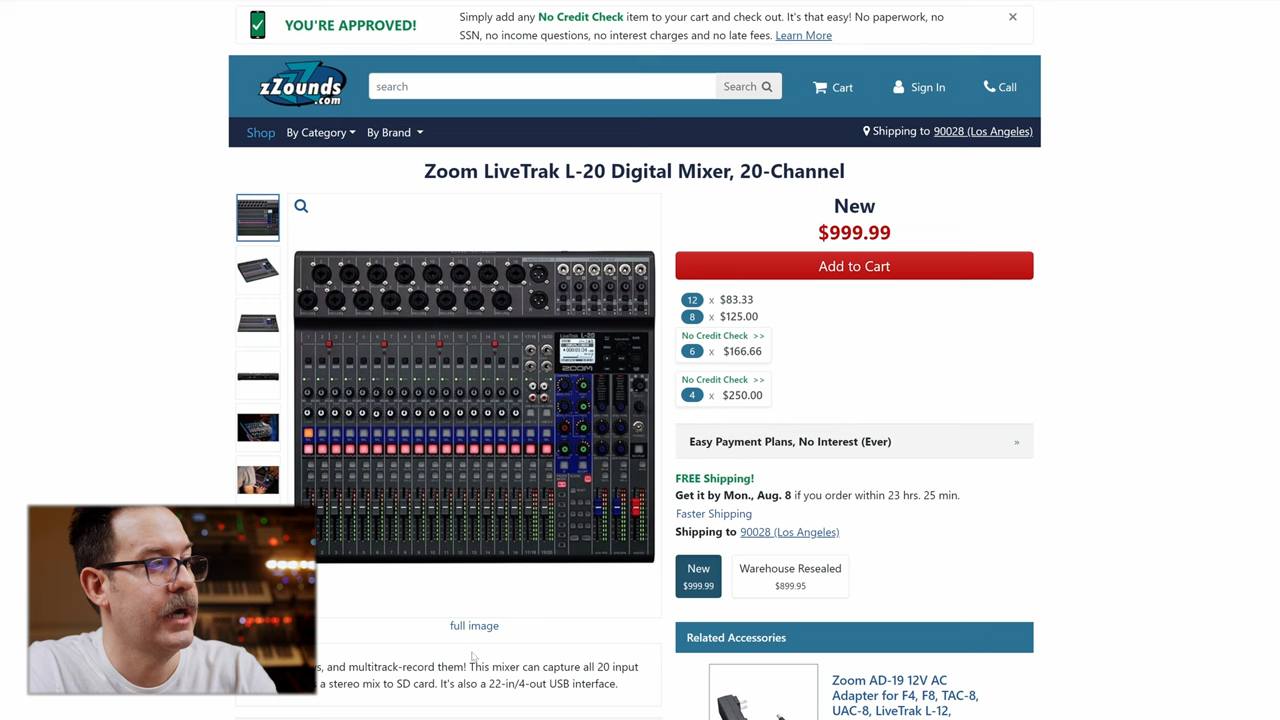 YOU'RE APPROVED!
Simply add any No Credit Check item to your cart and check out. It's that easy! No paperwork, no
SSN, no income questions, no interest charges and no late fees. Learn More
zZounds
.com
search
Search
Cart
Sign In
Call
Shop
By Category
By Brand
Shipping to 90028 (Los Angeles)
Zoom LiveTrak L-20 Digital Mixer, 20-Channel
New
$999.99
Add to Cart
12 x $83.33
8 x $125.00
No Credit Check >>
6 x $166.66
No Credit Check >>
4 x $250.00
Easy Payment Plans, No Interest (Ever) »
FREE Shipping!
Get it by Mon., Aug. 8 if you order within 23 hrs. 25 min.
Faster Shipping
Shipping to 90028 (Los Angeles)
New
$999.99
Warehouse Resealed
$899.95
LiveTrak L-20
ZOOM
full image
, and multitrack-record them! This mixer can capture all 20 input
a stereo mix to SD card. It's also a 22-in/4-out USB interface.
Related Accessories
Zoom AD-19 12V AC
Adapter for F4, F8, TAC-8,
UAC-8, LiveTrak L-12,